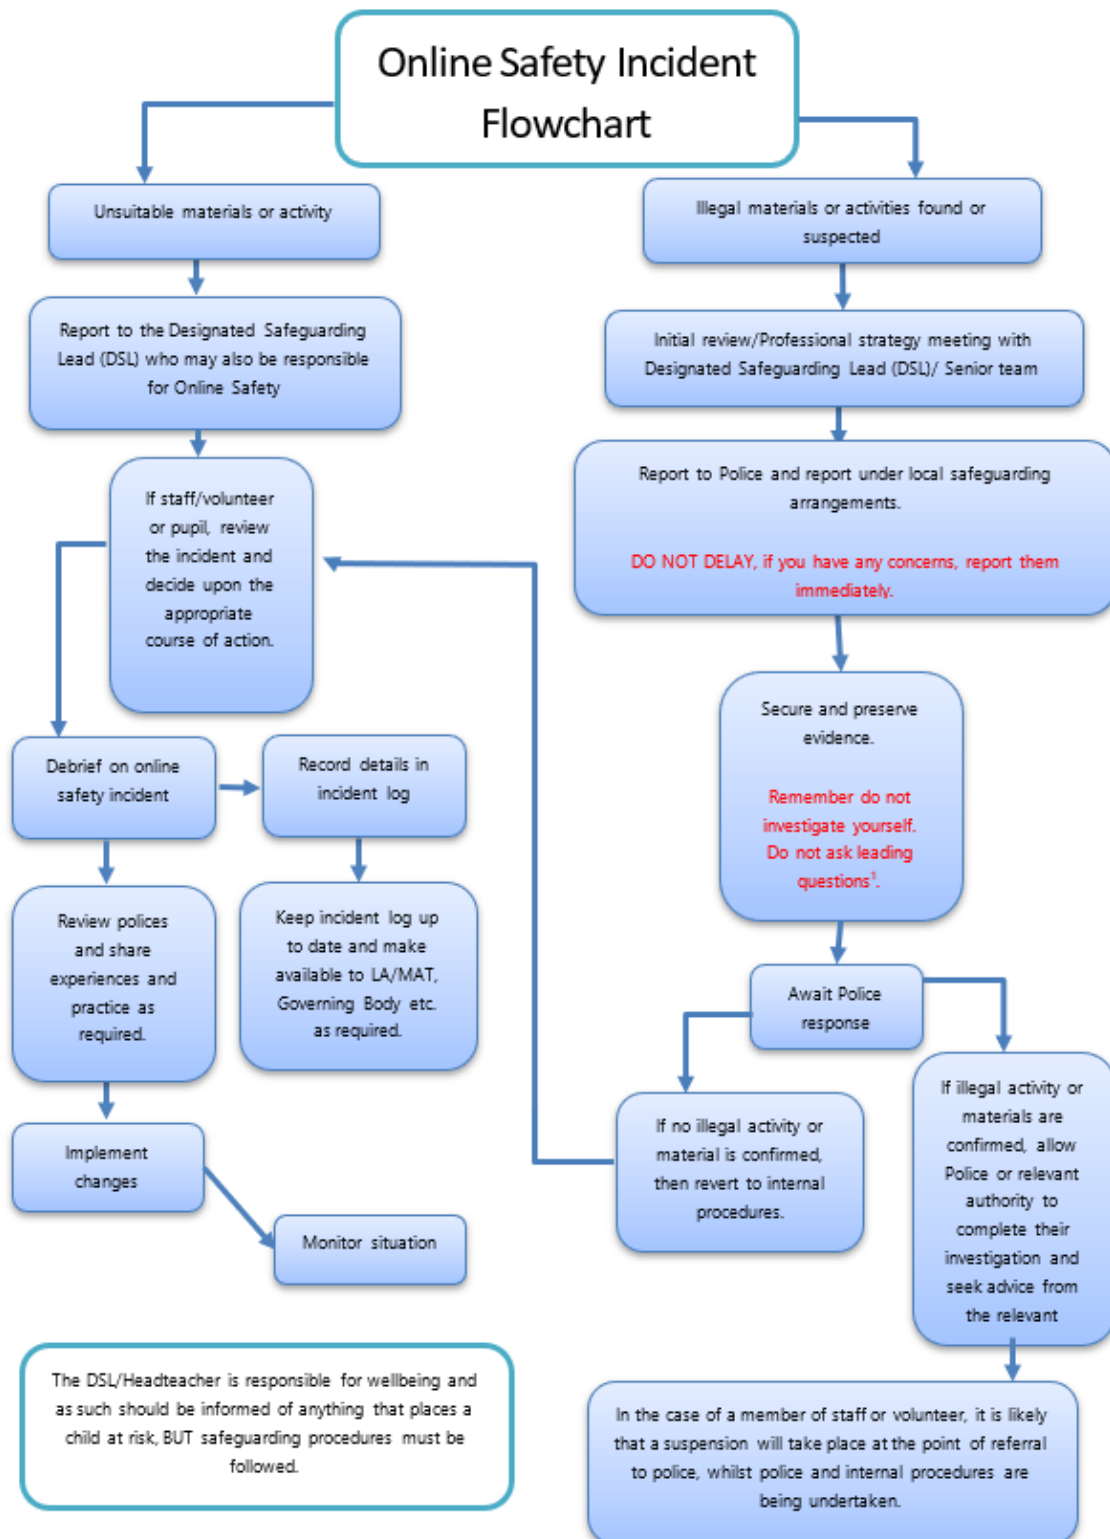 Online Safety Incident
Flowchart
Unsuitable materials or activity
Report to the Designated Safeguarding
Lead (DSL) who may also be responsible
for Online Safety
If staff/volunteer
or pupil, review
the incident and
decide upon the
appropriate
course of action.
Debrief on online
safety incident
Record details in
incident log
Review polices
and share
experiences and
practice as
required.
Keep incident log up
to date and make
available to LA/MAT,
Governing Body etc.
as required.
Implement
changes
Monitor situation
The DSL/Headteacher is responsible for wellbeing and
as such should be informed of anything that places a
child at risk, BUT safeguarding procedures must be
followed.
Illegal materials or activities found or
suspected
Initial review/Professional strategy meeting with
Designated Safeguarding Lead (DSL)/ Senior team
Report to Police and report under local safeguarding
arrangements.
DO NOT DELAY, if you have any concerns, report them
immediately.
Secure and preserve
evidence.
Remember do not
investigate yourself.
Do not ask leading
questions¹.
Await Police
response
If no illegal activity or
material is confirmed,
then revert to internal
procedures.
If illegal activity or
materials are
confirmed, allow
Police or relevant
authority to
complete their
investigation and
seek advice from
the relevant
In the case of a member of staff or volunteer, it is likely
that a suspension will take place at the point of referral
to police, whilst police and internal procedures are
being undertaken.